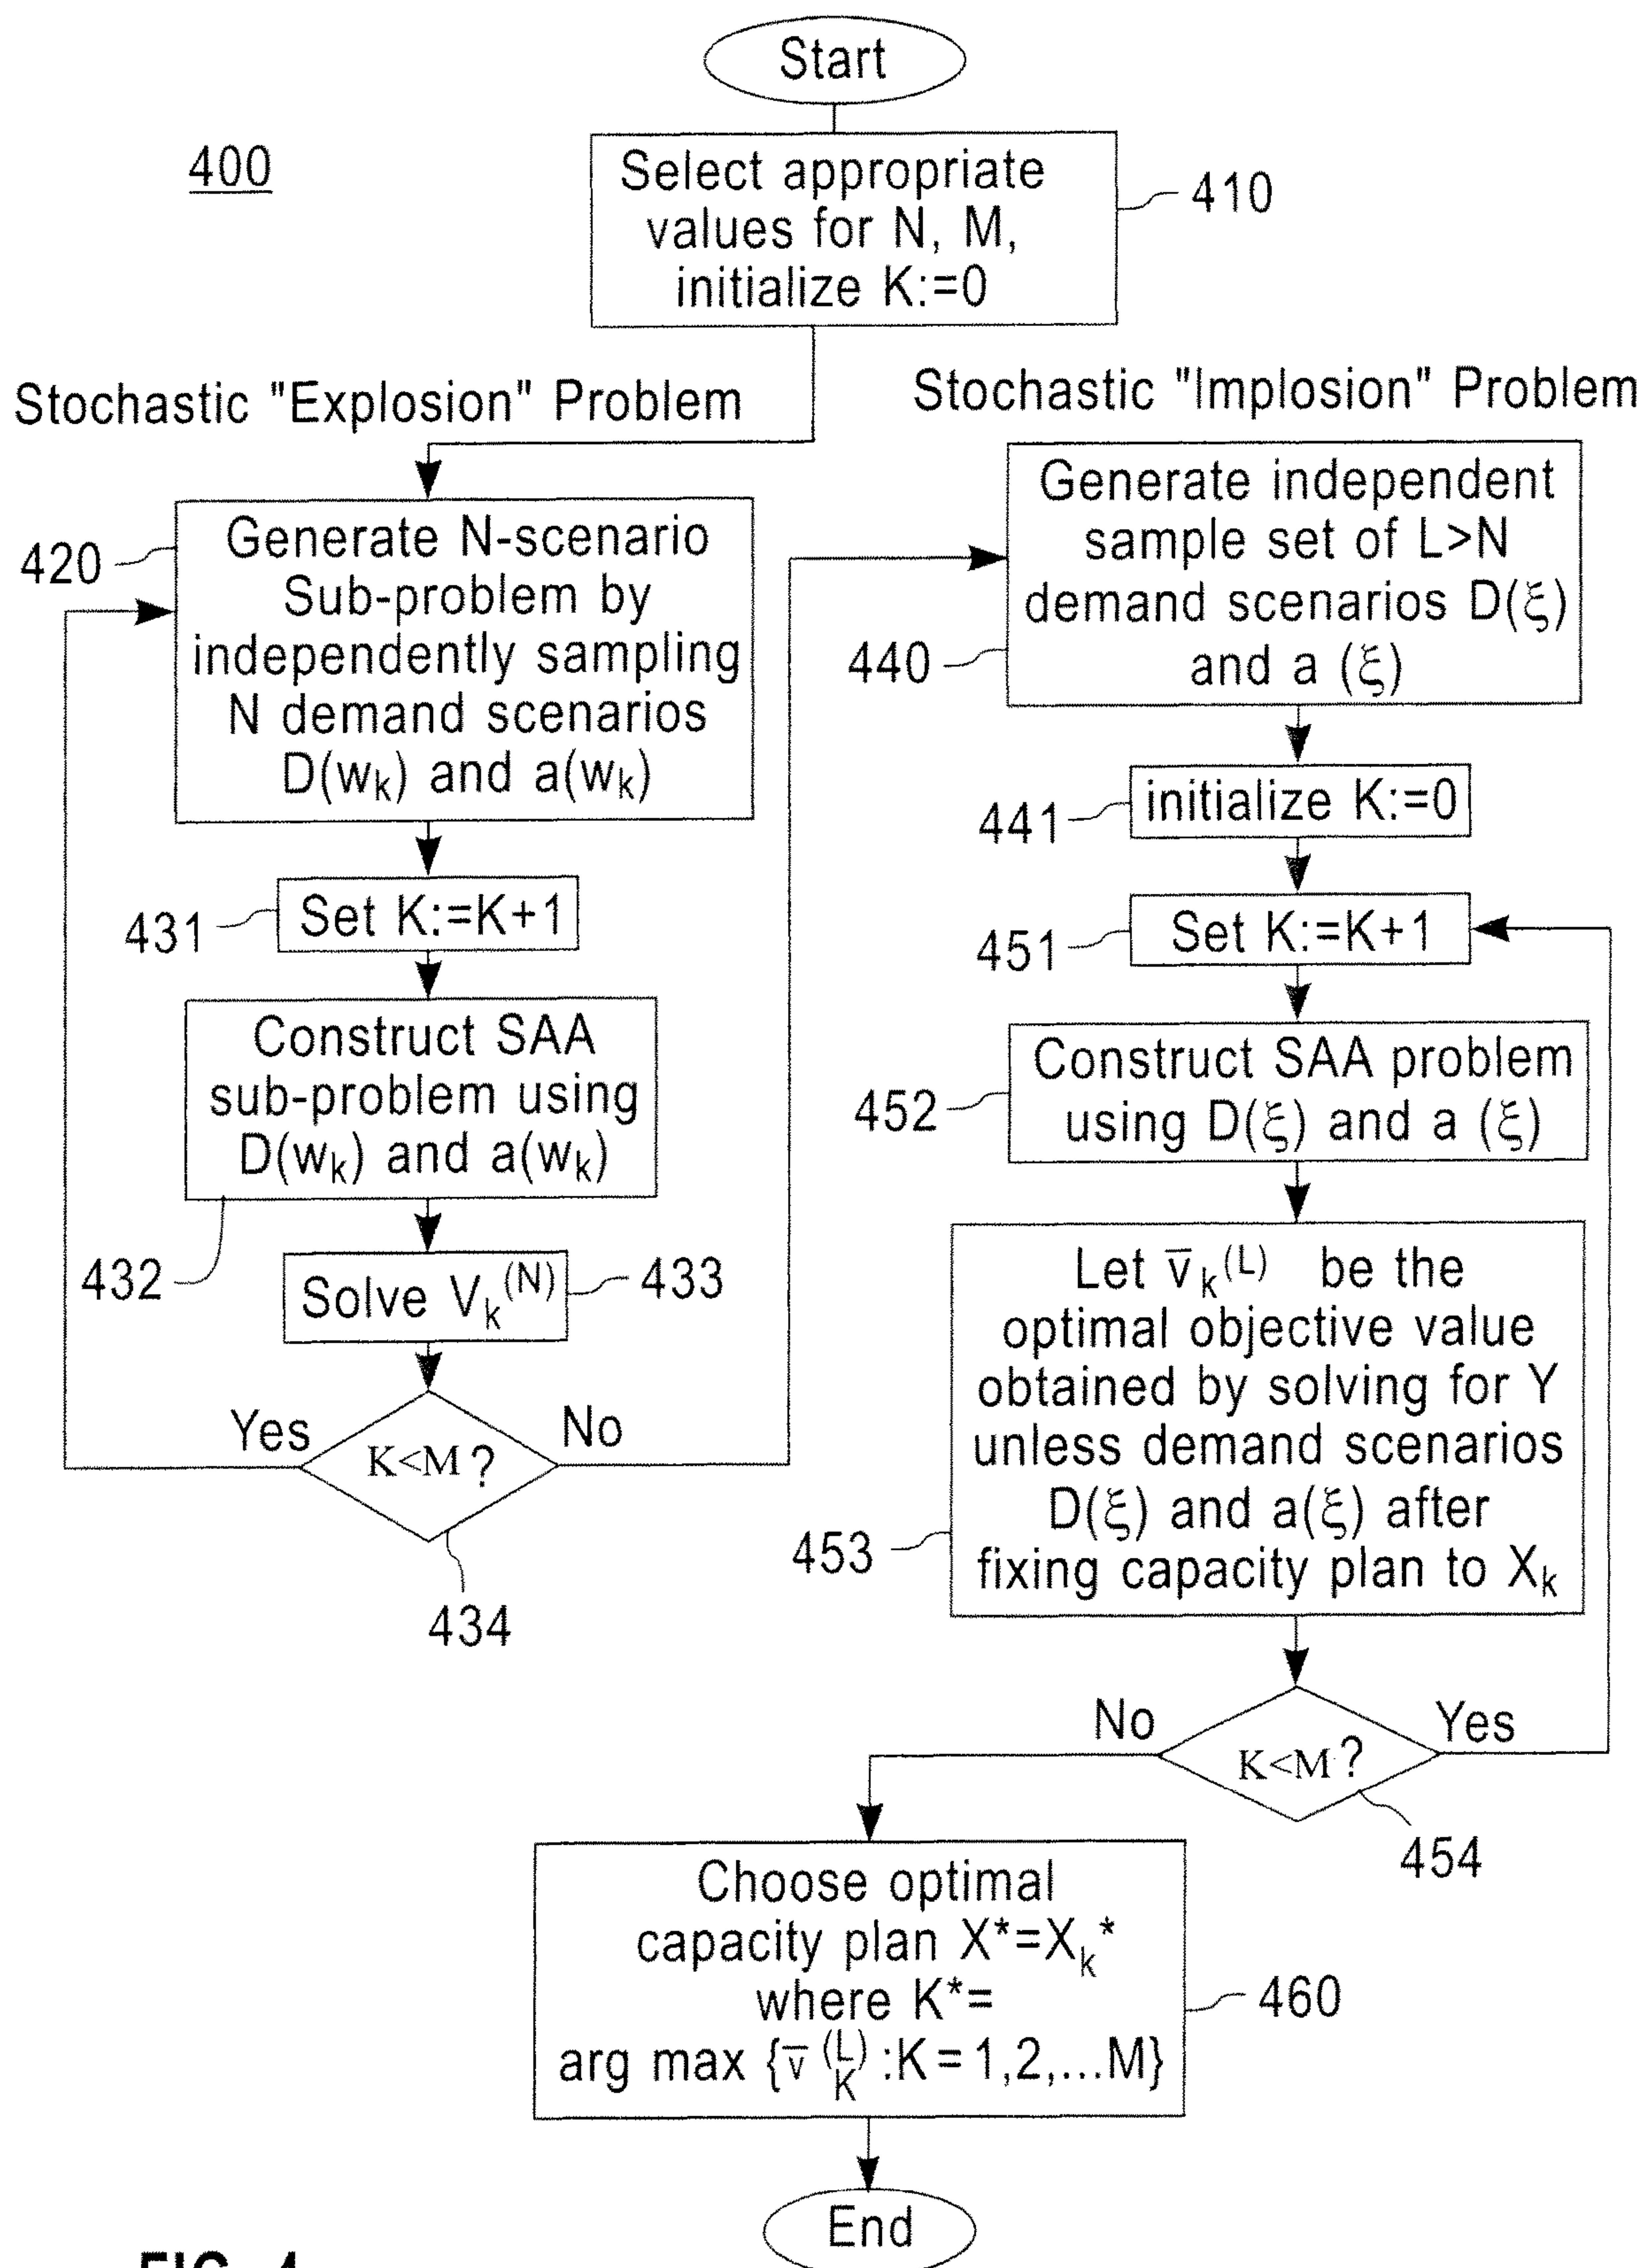 Start
400
Select appropriate
values for N, M,
initialize K:=0
410
Stochastic "Explosion" Problem
Generate N-scenario
Sub-problem by
independently sampling
N demand scenarios
D(wk) and a(wk)
420
Set K:=K+1
431
Construct SAA
sub-problem using
D(wk) and a(wk)
432
Solve Vk(N)
433
Yes
K<M ?
No
434
Stochastic "Implosion" Problem
Generate independent
sample set of L>N
demand scenarios D(ξ)
and a (ξ)
440
initialize K:=0
441
Set K:=K+1
451
Construct SAA problem
using D(ξ) and a (ξ)
452
Let v̄k(L) be the
optimal objective value
obtained by solving for Y
unless demand scenarios
D(ξ) and a(ξ) after
fixing capacity plan to Xk
453
No
K<M ?
Yes
454
Choose optimal
capacity plan X*=Xk*
where K*=
arg max {v̄K(L) :K=1,2,...M}
460
End